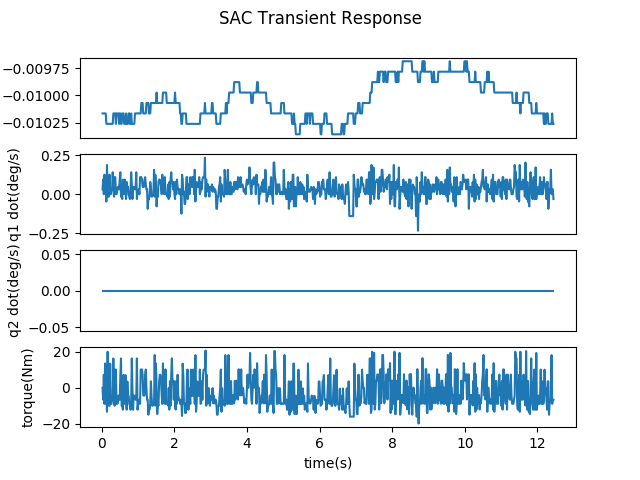 SAC Transient Response
−0.00975
−0.01000
−0.01025
0.25
0.00
−0.25
q1 dot(deg/s)
0.05
0.00
−0.05
q2 dot(deg/s)
20
0
−20
torque(Nm)
0 2 4 6 8 10 12
time(s)